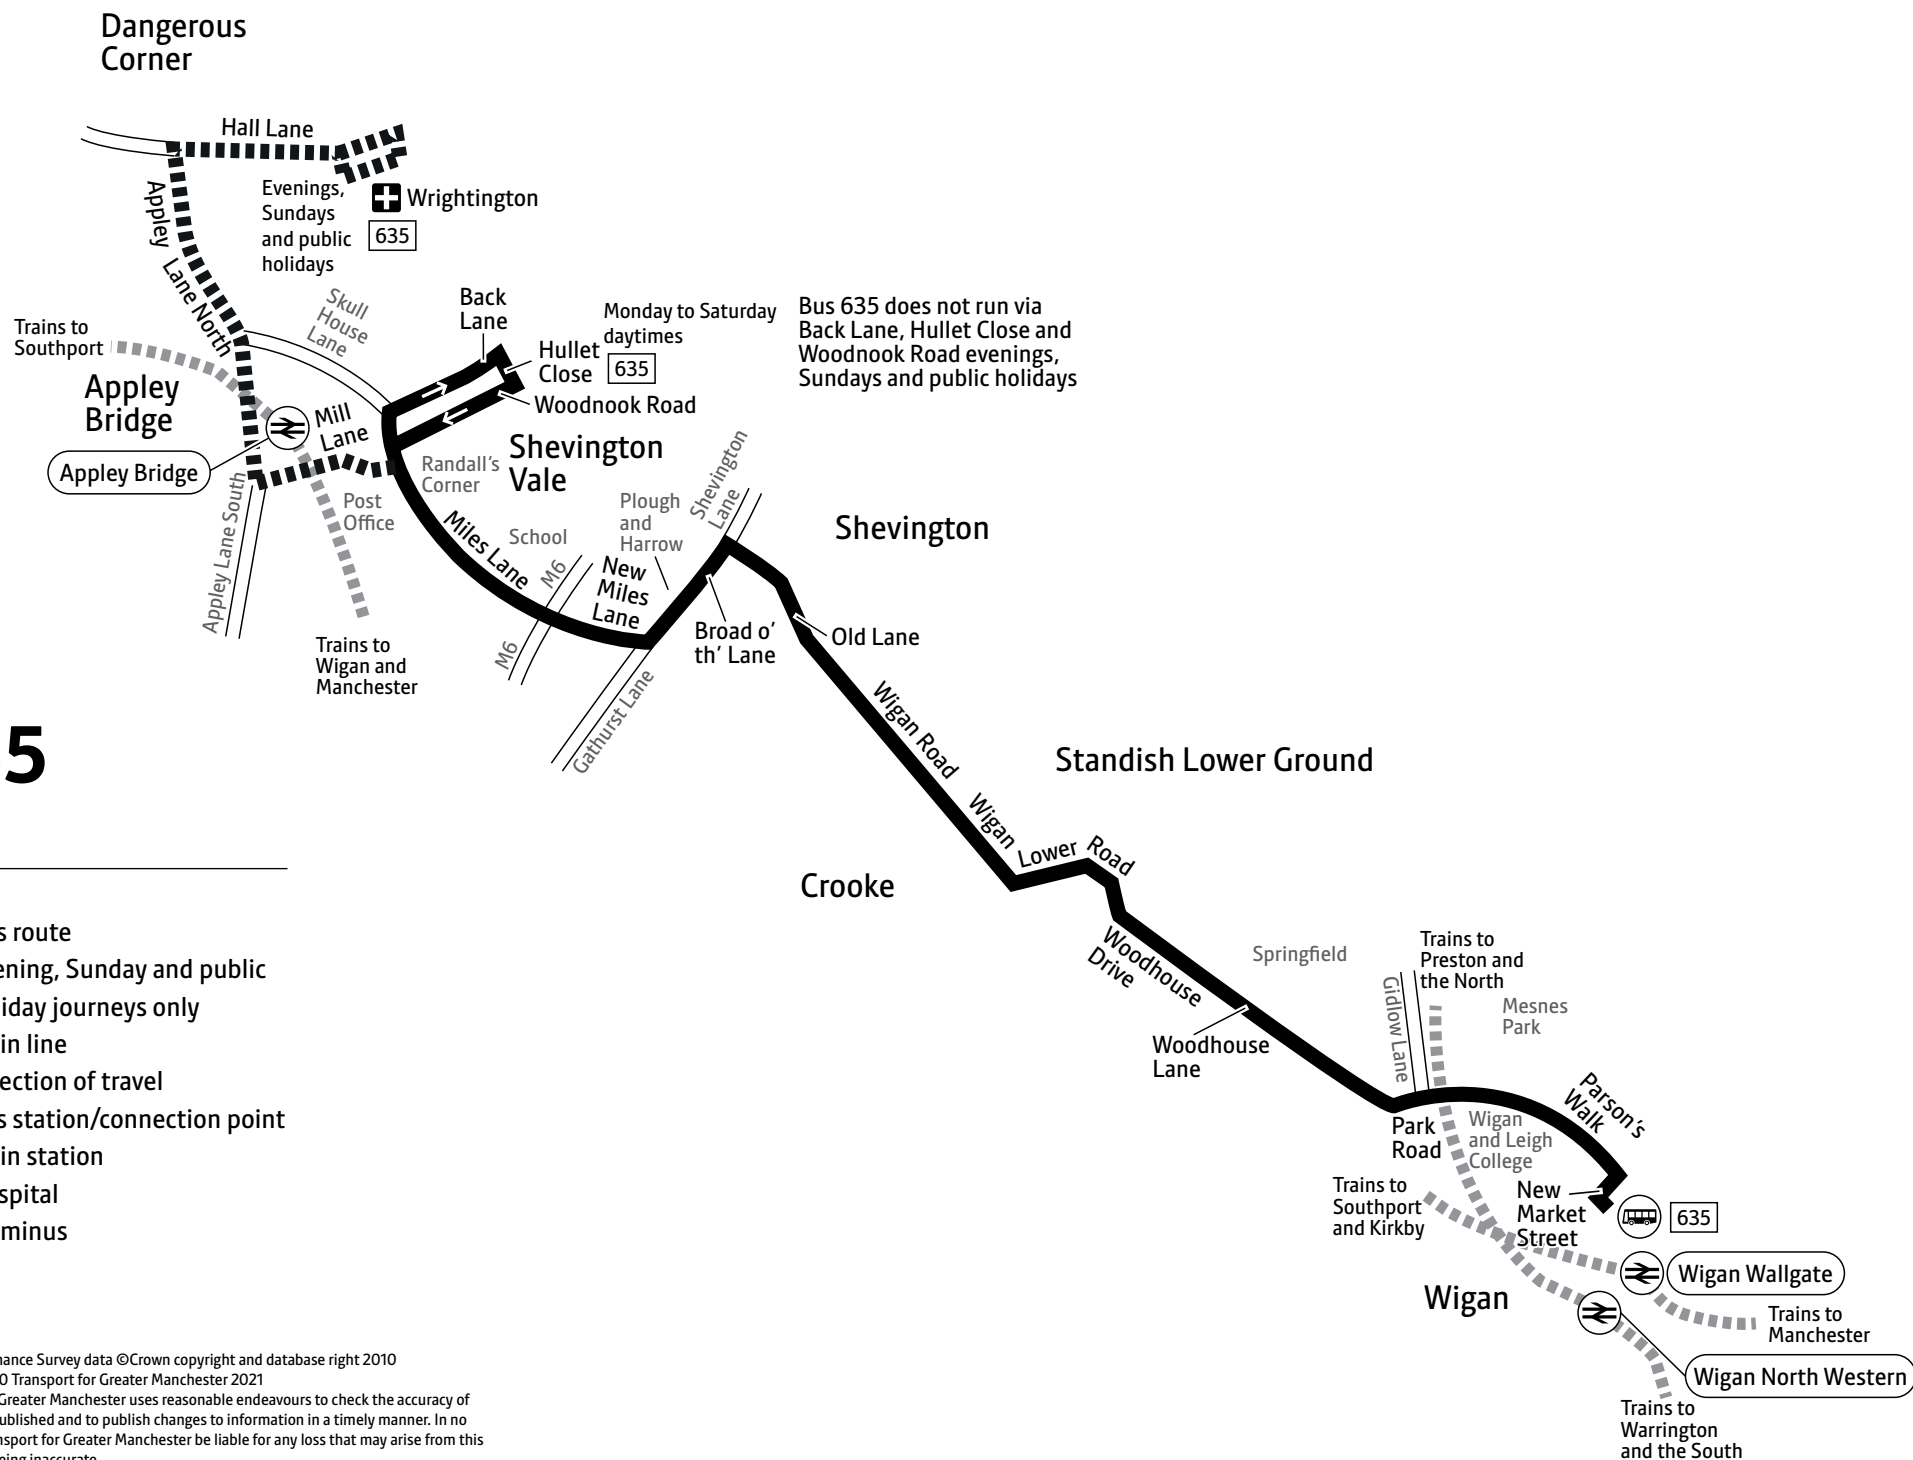 Dangerous
Corner
Hall Lane
Appley
Lane North
Evenings,
Sundays
and public
holidays
Wrightington
635
Skull
House
Lane
Back
Lane
Monday to Saturday
daytimes
635
Hullet
Close
Woodnook Road
Bus 635 does not run via
Back Lane, Hullet Close and
Woodnook Road evenings,
Sundays and public holidays
Trains to
Southport
Appley
Bridge
Mill
Lane
Appley Bridge
Appley Lane South
Randall's
Corner
Shevington
Vale
Post
Office
Miles Lane
School
M6
M6
New
Miles
Lane
Plough
and
Harrow
Shevington
Lane
Shevington
Broad o'
th' Lane
Old Lane
Trains to
Wigan and
Manchester
Gathurst Lane
Wigan Road
Standish Lower Ground
Wigan
Lower
Road
Crooke
Woodhouse
Drive
Springfield
Woodhouse
Lane
Trains to
Preston and
the North
Gidlow Lane
Mesnes
Park
Park
Road
Parson's
Walk
Wigan
and Leigh
College
Trains to
Southport
and Kirkby
New
Market
Street
635
Wigan Wallgate
Wigan
Trains to
Manchester
Wigan North Western
Trains to
Warrington
and the South
5
s route
ening, Sunday and public
iday journeys only
in line
ection of travel
s station/connection point
in station
spital
minus
nance Survey data ©Crown copyright and database right 2010
0 Transport for Greater Manchester 2021
Greater Manchester uses reasonable endeavours to check the accuracy of
ublished and to publish changes to information in a timely manner. In no
nsport for Greater Manchester be liable for any loss that may arise from this
eing inaccurate